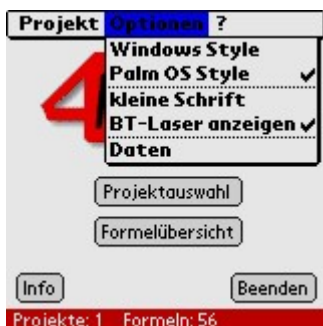 Projekt Optionen ?
Windows Style
Palm OS Style
kleine Schrift
BT-Laser anzeigen
Daten
4
Projektauswahl
Formelübersicht
Info Beenden
Projekte: 1 Formeln: 56